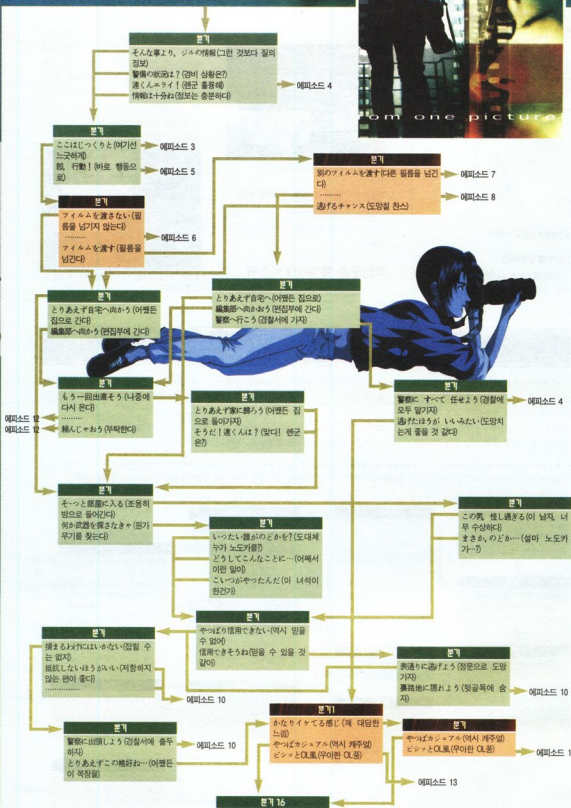 om one picture
분기
そんな事より、ジルの情報(그런 것보다 질의
정보)
警備の状況は?(경비 상황은?)
連くんエライ!(렌군 훌륭해)
情報は十分ね(정보는 충분하다)
에피소드 4
분기
ここはじっくりと(여기선
느긋하게)
即、行動!(바로 행동으
로)
에피소드 3
에피소드 5
분기
別のフィルムを渡す(다른 필름을 넘긴
다)
………
逃げるチャンス(도망칠 찬스)
에피소드 7
에피소드 8
분기
フィルムを渡さない(필
름을 넘기지 않는다)
………
フィルムを渡す(필름을
넘긴다)
에피소드 6
분기
とりあえず自宅へ向かう(어쨌든
집으로 간다)
編集部へ向かう(편집부에 간다)
분기
とりあえず自宅へ(어쨌든 집으로)
編集部へ向かおう(편집부에 간다)
警察へ行こう(경찰서에 가자)
분기
もう一回出直そう(나중에
다시 온다)
………
頼んじゃおう(부탁한다)
에피소드 12
에피소드 12
분기
とりあえず家に帰ろう(어쨌든 집
으로 돌아가자)
そうだ!連くんは?(맞다! 렌군
은?)
분기
警察に すべて 任せよう(경찰에
모두 맡기자)
逃げたほうが いいみたい(도망치
는게 좋을 것 같다)
에피소드 4
분기
そーっと部屋に入る(조용히
방으로 들어간다)
何か武器を探さなきゃ(뭔가
무기를 찾는다)
분기
いったい誰がのどかを?(도대체
누가 노도카를?)
どうしてこんなことに…(어째서
이런 일이)
こいつがやったんだ(이 녀석이
한건가)
분기
この男、怪し過ぎる(이 남자, 너
무 수상하다)
まさか、のどか…(설마 노도카
가…?)
분기
やっぱり信用できない(역시 믿을
수 없어)
信用できそうね(믿을 수 있을 것
같아)
분기
捕まるわけにはいかない(잡힐 수
는 없지)
抵抗しないほうがいい(저항하지
않는 편이 좋다)
……………
에피소드 10
분기
表通りに逃げよう(정문으로 도망
가자)
裏路地に隠れよう(뒷골목에 숨
자)
에피소드 10
분기
警察に出頭しよう(경찰서에 출두
하자)
とりあえずこの格好ね…(어쨌든
이 복장을)
에피소드 10
분기1
かなりイケてる感じ(꽤 대담한
느낌)
やっぱカジュアル(역시 캐주얼)
ビシッとOL風(우아한 OL풍)
에피소드 13
분기
やっぱカジュアル(역시 캐주얼)
ビシッとOL風(우아한 OL풍)
에피소드 1
분기 16